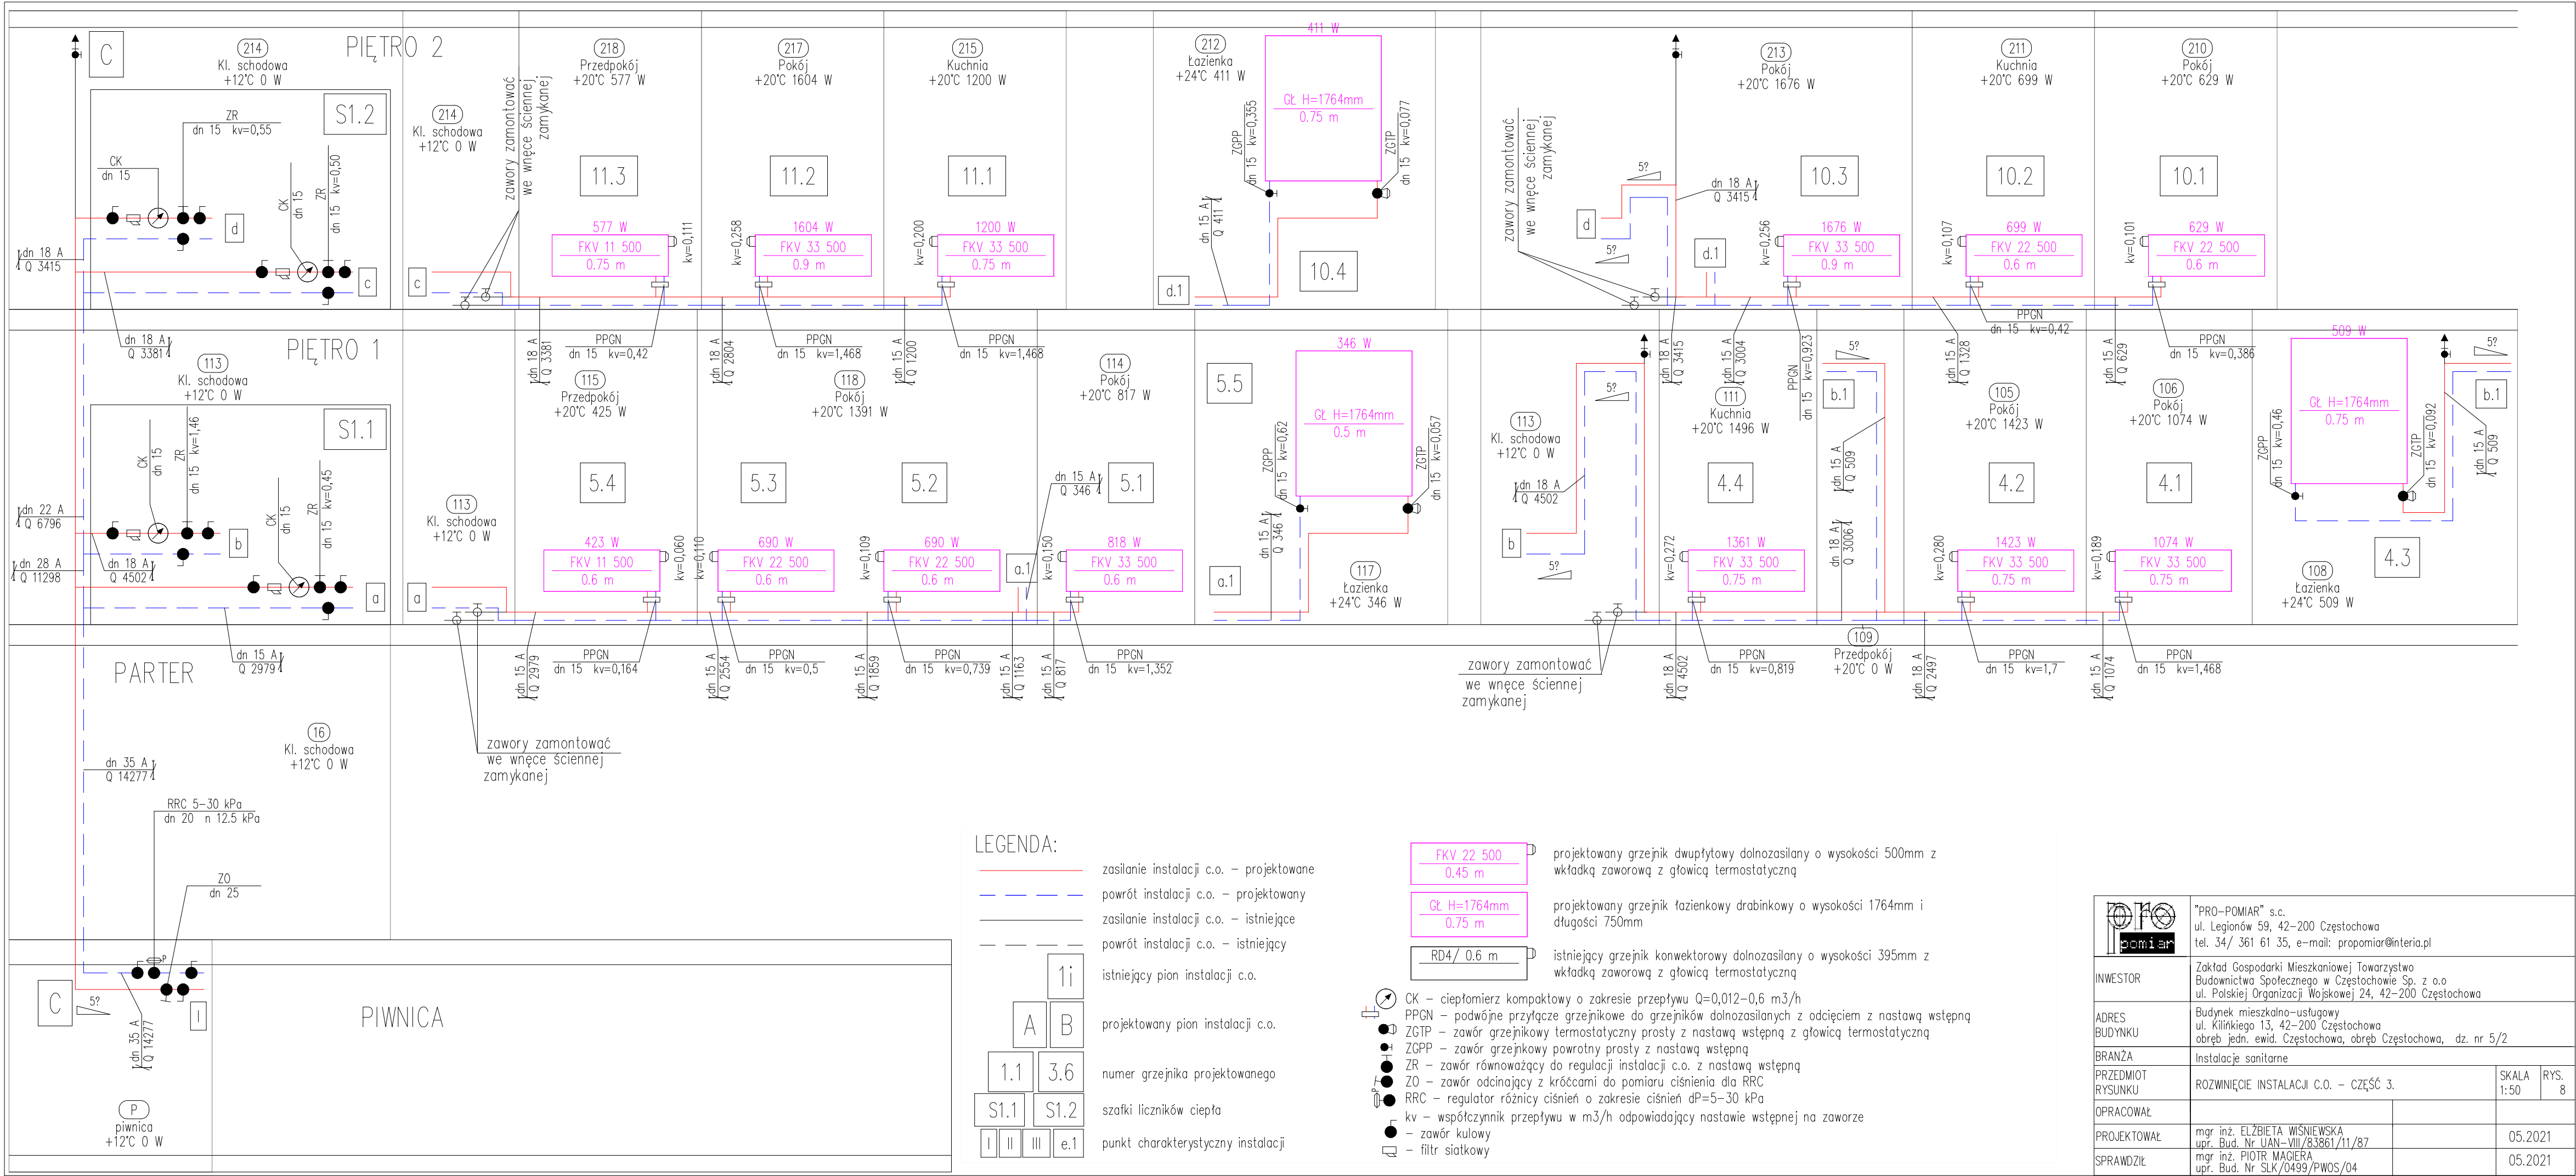 PIĘTRO 2
C
214
Kl. schodowa
+12°C 0 W
S1.2
ZR
dn 15 kv=0,55
CK
dn 15
CK
dn 15
ZR
dn 15 kv=0,50
d
c
dn 18 A
Q 3415
dn 18 A
Q 3381
214
Kl. schodowa
+12°C 0 W
c
zawory zamontować
we wnęce ściennej
zamykanej
218
Przedpokój
+20°C 577 W
11.3
577 W
FKV 11 500
0.75 m
kv=0,111
217
Pokój
+20°C 1604 W
11.2
kv=0,258
1604 W
FKV 33 500
0.9 m
215
Kuchnia
+20°C 1200 W
11.1
kv=0,200
1200 W
FKV 33 500
0.75 m
dn 18 A
Q 3381
PPGN
dn 15 kv=0,42
dn 18 A
Q 2804
PPGN
dn 15 kv=1,468
dn 15 A
Q 1200
PPGN
dn 15 kv=1,468
212
Łazienka
+24°C 411 W
411 W
GŁ H=1764mm
0.75 m
ZGPP
dn 15 kv=0,355
ZGTP
dn 15 kv=0,077
dn 15 A
Q 411
d.1
10.4
zawory zamontować
we wnęce ściennej
zamykanej
5?
d
5?
dn 18 A
Q 3415
d.1
213
Pokój
+20°C 1676 W
10.3
kv=0,256
1676 W
FKV 33 500
0.9 m
211
Kuchnia
+20°C 699 W
10.2
kv=0,107
699 W
FKV 22 500
0.6 m
210
Pokój
+20°C 629 W
10.1
kv=0,101
629 W
FKV 22 500
0.6 m
dn 18 A
Q 3415
dn 15 A
Q 3004
PPGN
dn 15 kv=0,923
dn 15 A
Q 1328
PPGN
dn 15 kv=0,42
dn 15 A
Q 629
PPGN
dn 15 kv=0,386
PIĘTRO 1
113
Kl. schodowa
+12°C 0 W
S1.1
CK
dn 15
ZR
dn 15 kv=1,46
CK
dn 15
ZR
dn 15 kv=0,45
b
a
dn 22 A
Q 6796
dn 28 A
Q 11298
dn 18 A
Q 4502
dn 15 A
Q 2979
113
Kl. schodowa
+12°C 0 W
a
115
Przedpokój
+20°C 425 W
5.4
423 W
FKV 11 500
0.6 m
kv=0,060
118
Pokój
+20°C 1391 W
5.3
kv=0,110
690 W
FKV 22 500
0.6 m
5.2
kv=0,109
690 W
FKV 22 500
0.6 m
114
Pokój
+20°C 817 W
dn 15 A
Q 346
5.1
a.1
kv=0,150
818 W
FKV 33 500
0.6 m
dn 15 A
Q 2979
PPGN
dn 15 kv=0,164
dn 15 A
Q 2554
PPGN
dn 15 kv=0,5
dn 15 A
Q 1859
PPGN
dn 15 kv=0,739
dn 15 A
Q 1163
dn 15 A
Q 817
PPGN
dn 15 kv=1,352
zawory zamontować
we wnęce ściennej
zamykanej
5.5
346 W
GŁ H=1764mm
0.5 m
ZGPP
dn 15 kv=0,62
ZGTP
dn 15 kv=0,057
dn 15 A
Q 346
a.1
117
Łazienka
+24°C 346 W
113
Kl. schodowa
+12°C 0 W
dn 18 A
Q 4502
b
5?
5?
111
Kuchnia
+20°C 1496 W
4.4
kv=0,272
1361 W
FKV 33 500
0.75 m
5?
b.1
dn 15 A
Q 509
dn 18 A
Q 3006
105
Pokój
+20°C 1423 W
4.2
kv=0,280
1423 W
FKV 33 500
0.75 m
106
Pokój
+20°C 1074 W
4.1
kv=0,189
1074 W
FKV 33 500
0.75 m
509 W
GŁ H=1764mm
0.75 m
ZGPP
dn 15 kv=0,46
ZGTP
dn 15 kv=0,092
5?
b.1
dn 15 A
Q 509
4.3
108
Łazienka
+24°C 509 W
zawory zamontować
we wnęce ściennej
zamykanej
dn 18 A
Q 4502
PPGN
dn 15 kv=0,819
109
Przedpokój
+20°C 0 W
dn 18 A
Q 2497
PPGN
dn 15 kv=1,7
dn 15 A
Q 1074
PPGN
dn 15 kv=1,468
PARTER
16
Kl. schodowa
+12°C 0 W
dn 35 A
Q 14277
RRC 5-30 kPa
dn 20 n 12.5 kPa
ZO
dn 25
C
5?
P
I
dn 35 A
Q 14277
PIWNICA
P
piwnica
+12°C 0 W
LEGENDA:
zasilanie instalacji c.o. - projektowane
powrót instalacji c.o. - projektowany
zasilanie instalacji c.o. - istniejące
powrót instalacji c.o. - istniejący
1i
istniejący pion instalacji c.o.
A B
projektowany pion instalacji c.o.
1.1 3.6
numer grzejnika projektowanego
S1.1 S1.2
szafki liczników ciepła
I II III e.1
punkt charakterystyczny instalacji
FKV 22 500
0.45 m
projektowany grzejnik dwupłytowy dolnozasilany o wysokości 500mm z
wkładką zaworową z głowicą termostatyczną
GŁ H=1764mm
0.75 m
projektowany grzejnik łazienkowy drabinkowy o wysokości 1764mm i
długości 750mm
RD4/ 0.6 m
istniejący grzejnik konwektorowy dolnozasilany o wysokości 395mm z
wkładką zaworową z głowicą termostatyczną
CK - ciepłomierz kompaktowy o zakresie przepływu Q=0,012-0,6 m3/h
PPGN - podwójne przyłącze grzejnikowe do grzejników dolnozasilanych z odcięciem z nastawą wstępną
ZGTP - zawór grzejnikowy termostatyczny prosty z nastawą wstępną z głowicą termostatyczną
ZGPP - zawór grzejnkowy powrotny prosty z nastawą wstępną
ZR - zawór równoważący do regulacji instalacji c.o. z nastawą wstępną
ZO - zawór odcinający z króćcami do pomiaru ciśnienia dla RRC
P
RRC - regulator różnicy ciśnień o zakresie ciśnień dP=5-30 kPa
kv - współczynnik przepływu w m3/h odpowiadający nastawie wstępnej na zaworze
- zawór kulowy
- filtr siatkowy
pro
pomiar
"PRO-POMIAR" s.c.
ul. Legionów 59, 42-200 Częstochowa
tel. 34/ 361 61 35, e-mail: propomiar@interia.pl
INWESTOR
Zakład Gospodarki Mieszkaniowej Towarzystwo
Budownictwa Społecznego w Częstochowie Sp. z o.o
ul. Polskiej Organizacji Wojskowej 24, 42-200 Częstochowa
ADRES
BUDYNKU
Budynek mieszkalno-usługowy
ul. Kilińkiego 13, 42-200 Częstochowa
obręb jedn. ewid. Częstochowa, obręb Częstochowa, dz. nr 5/2
BRANŻA
Instalacje sanitarne
PRZEDMIOT
RYSUNKU
ROZWINIĘCIE INSTALACJI C.O. - CZĘŚĆ 3.
SKALA
1:50
RYS.
8
OPRACOWAŁ
PROJEKTOWAŁ
mgr inż. ELŻBIETA WIŚNIEWSKA
upr. Bud. Nr UAN-VIII/83861/11/87
05.2021
SPRAWDZIŁ
mgr inż. PIOTR MAGIERA
upr. Bud. Nr SLK/0499/PWOS/04
05.2021